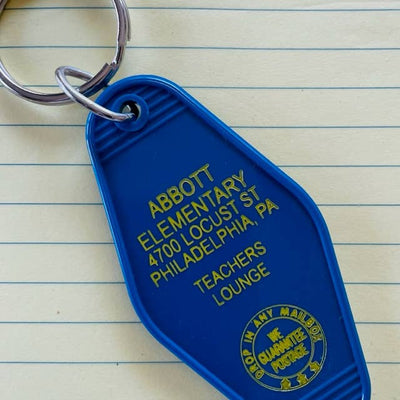 ABBOTT
ELEMENTARY
4700 LOCUST ST
PHILADELPHIA, PA
TEACHERS
LOUNGE
DROP IN ANY MAILBOX
WE
GUARANTEE
POSTAGE